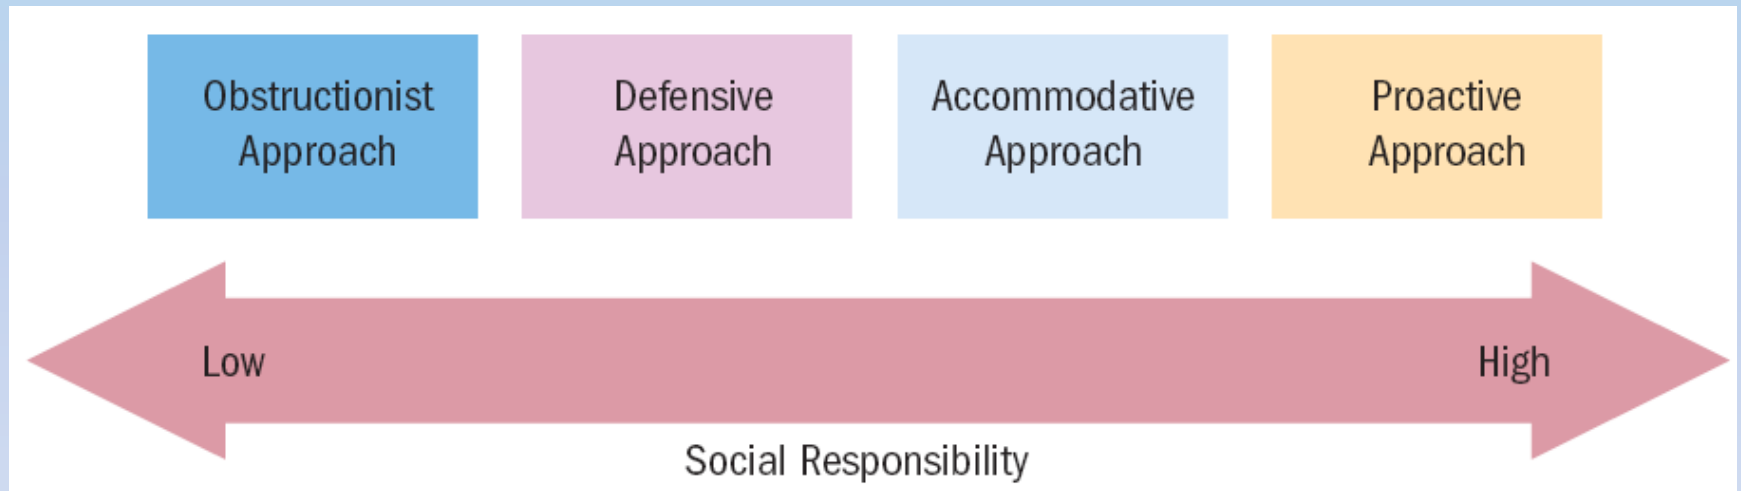 Obstructionist
Approach
Defensive
Approach
Accommodative
Approach
Proactive
Approach
Low
High
Social Responsibility